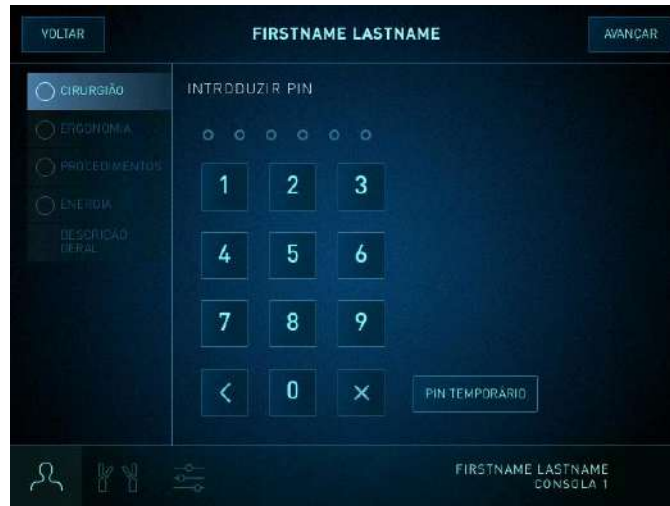 VOLTAR
FIRSTNAME LASTNAME
AVANÇAR
CIRURGIÃO
INTRODUZIR PIN
ERGONOMIA
PROCEDIMENTOS
ENERGIA
DESCRIÇÃO
GERAL
1 2 3
4 5 6
7 8 9
0
PIN TEMPORÁRIO
FIRSTNAME LASTNAME
CONSOLA 1